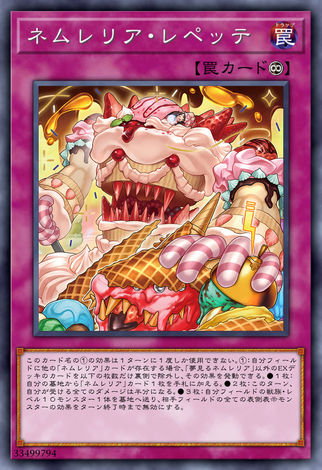 ネムレリア・レペッテ
トラップ
罠
【罠カード】
このカード名の①の効果は1ターンに1度しか使用できない。①:自分フィール
ドに他の「ネムレリア」カードが存在する場合、「夢見るネムレリア」以外のEXデ
ッキのカードを以下の枚数だけ裏側で除外し、その効果を発動できる。●1枚:
自分の墓地から「ネムレリア」カード1枚を手札に加える。●2枚:このターン、
自分が受ける全てのダメージは半分になる。●3枚:自分フィールドの獣族・
レベル10モンスター1体を墓地へ送り、相手フィールドの全ての表側表示モン
スターの効果をターン終了時まで無効にする。
33499794